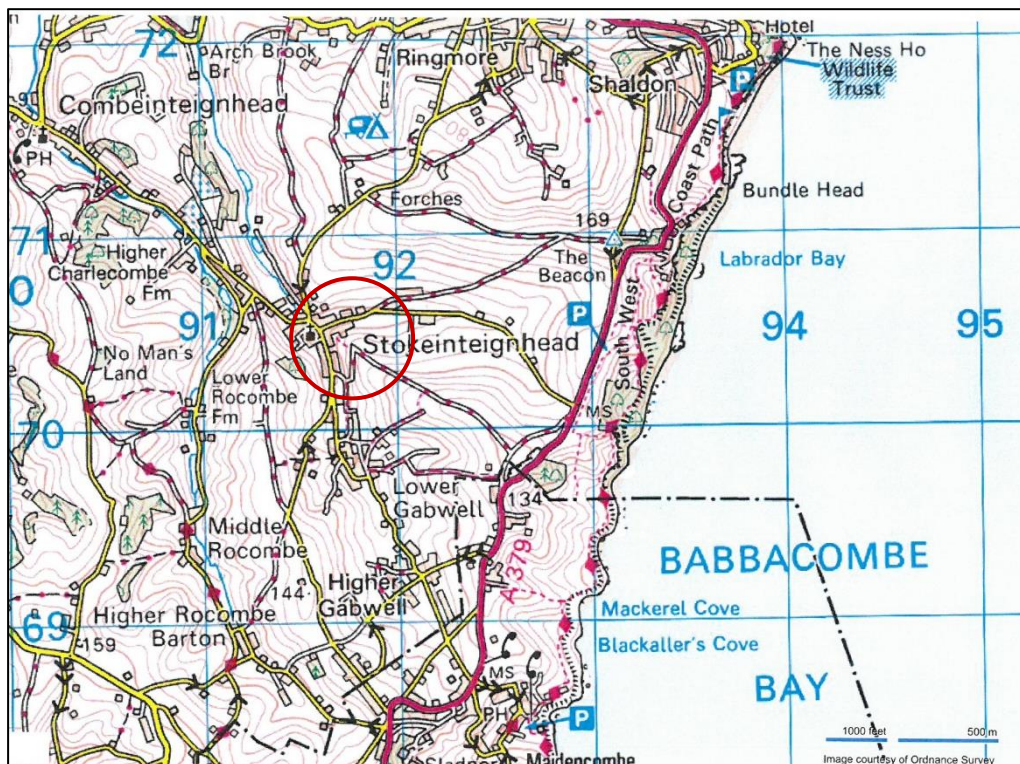 72
Arch Brook
Br
Ringmore
Hotel
The Ness Ho
Wildlife
Trust
P
Shaldon
Combeinteignhead
PH
Coast Path
Bundle Head
Forches
169
71
Higher
Charlecombe
Fm
92
The
Beacon
Labrador Bay
0
91
P
94
95
No Man's
Land
Stokeinteignhead
South West
Lower
Rocombe
Fm
MS
70
Lower
Gabwell
134
Middle
Rocombe
BABBACOMBE
A 379
144
Higher
Gabwell
Mackerel Cove
69
Higher Rocombe
Barton
159
Blackaller's Cove
MS
BAY
PH
P
Maidencombe
1000 feet
500 m
Image courtesy of Ordnance Survey